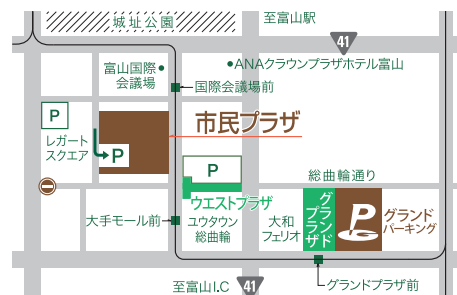 城址公園
至富山駅
41
富山国際
会議場
ANAクラウンプラザホテル富山
国際会議場前
P
市民プラザ
レガート
スクエア
P
P
総曲輪通り
ウエストプラザ
グランド
プラザ
P
グランド
パーキング
大手モール前
ユウタウン
総曲輪
大和
フェリオ
グランドプラザ前
至富山I.C
41